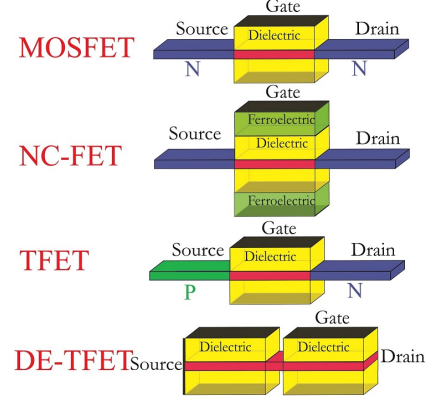 Gate
Source
Drain
MOSFET
Dielectric
N
N
Gate
Ferroelectric
Source
Drain
NC-FET
Dielectric
Ferroelectric
Gate
Source
Drain
TFET
Dielectric
P
N
Gate
DE-TFET
Source
Dielectric
Dielectric
Drain